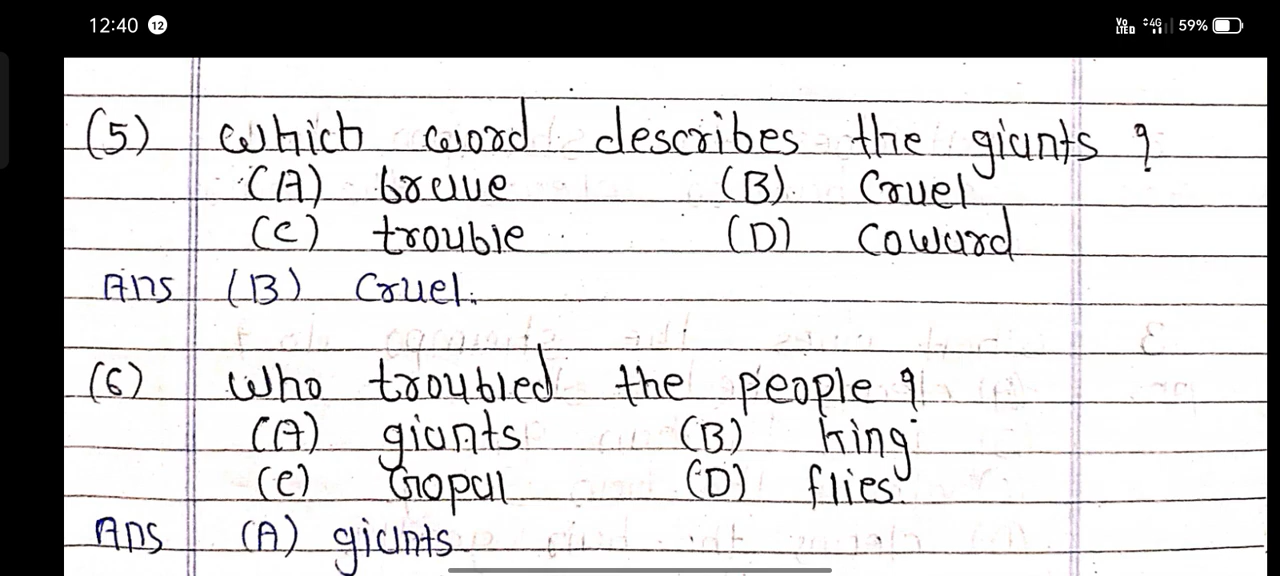 12:40 12 Vo LTED 4G 59%
(5) Which word describes the giants ?
(A) brave (B) Cruel
(C) trouble (D) Coward
Ans (B) Cruel.
(6) Who troubled the people ?
(A) giants (B) king
(C) Gopal (D) flies
Ans (A) giants